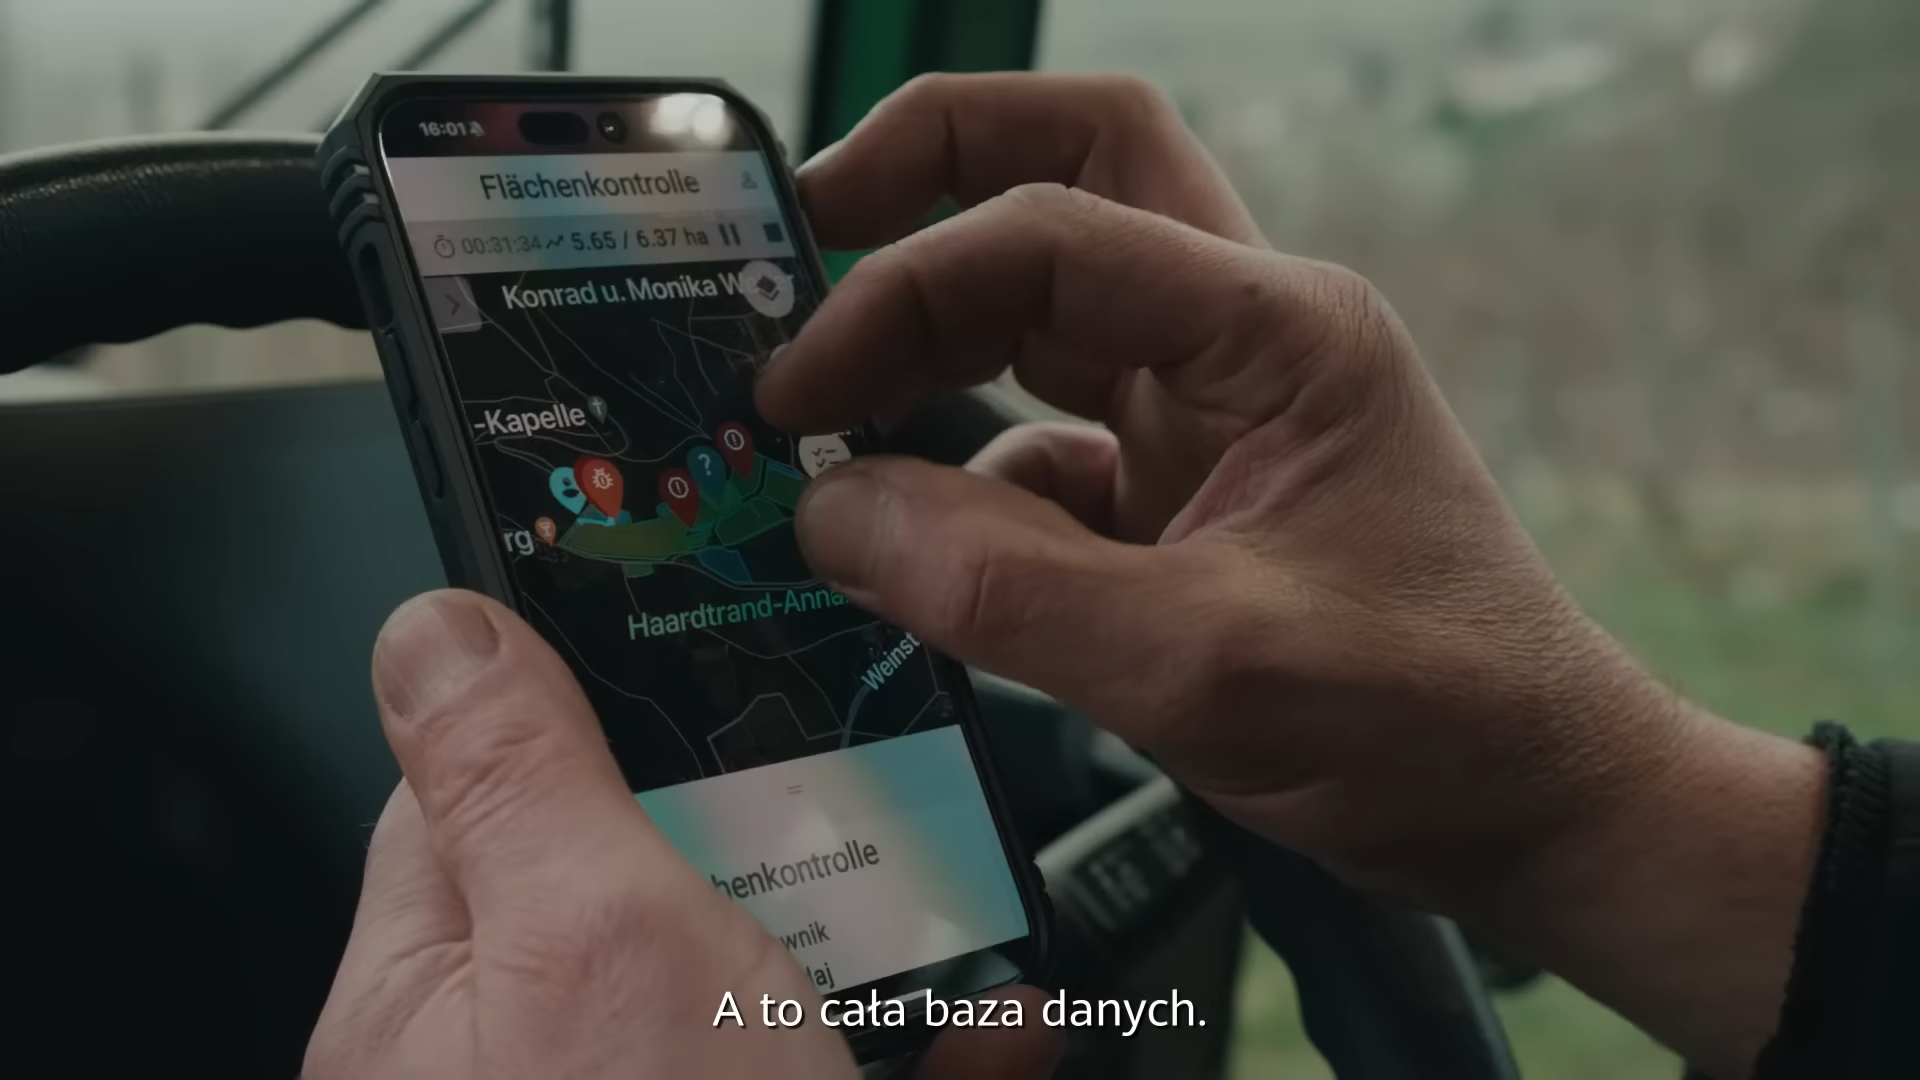 16:01
Flächenkontrolle
00:31:34 5.65 / 6.37 ha
Konrad u. Monika
-Kapelle
rg
Haardtrand-Anna
Weinst
henkontrolle
wnik
laj
A to cała baza danych.